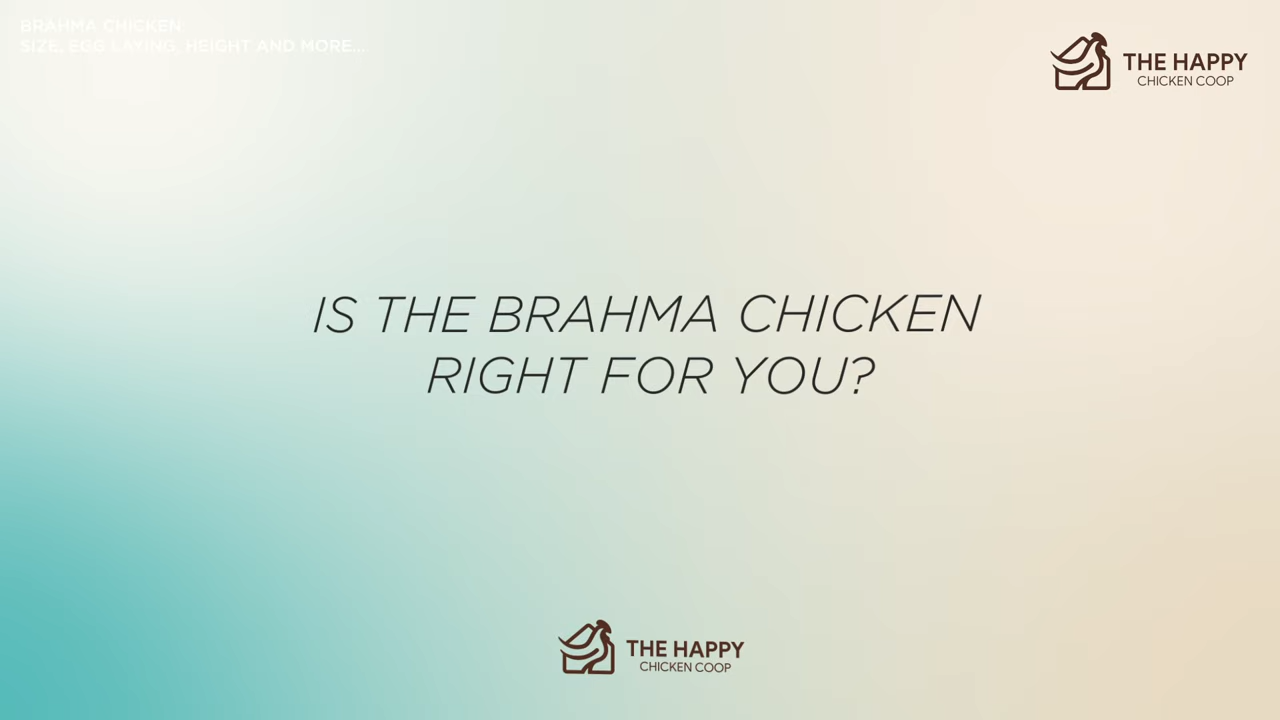 BRAHMA CHICKEN
SIZE, EGG LAYING, HEIGHT AND MORE...
THE HAPPY
CHICKEN COOP
IS THE BRAHMA CHICKEN
RIGHT FOR YOU?
THE HAPPY
CHICKEN COOP